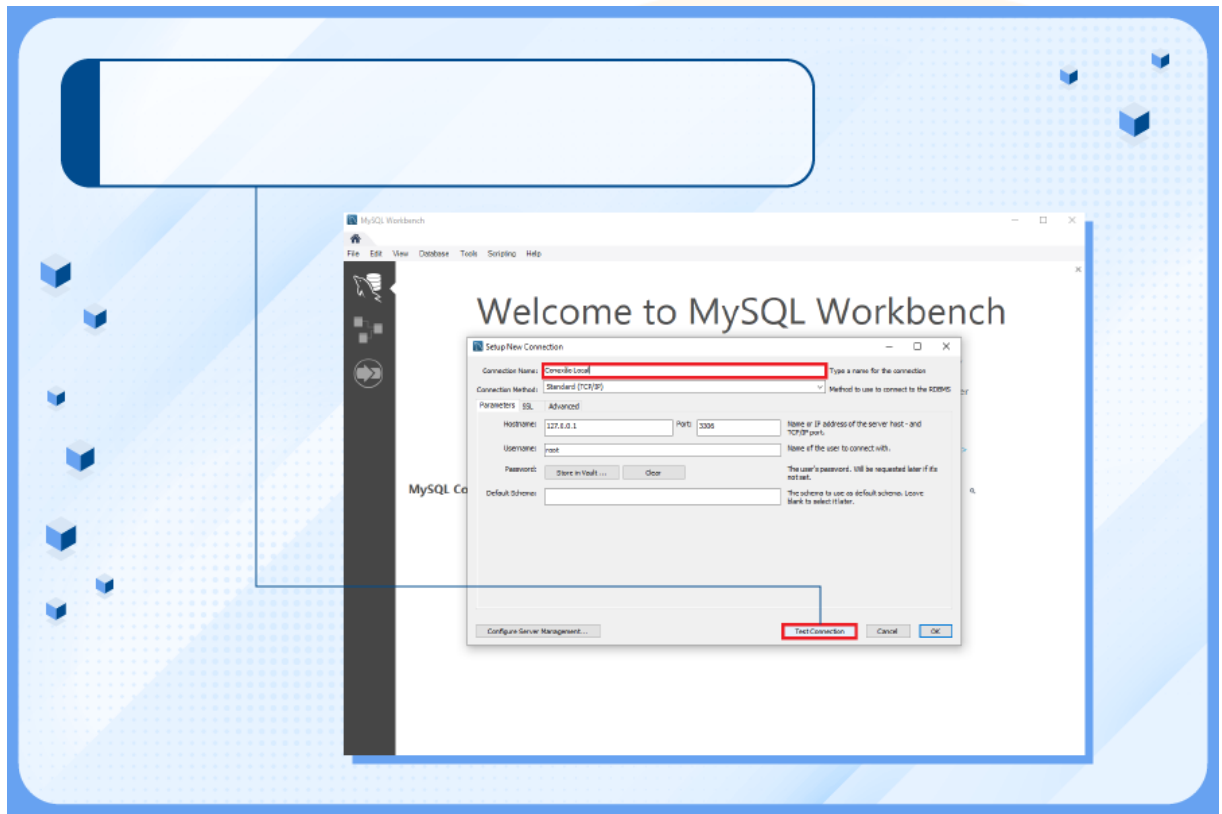 MySQL Workbench
File Edit View Database Tools Scripting Help
Welcome to MySQL Workbench
Setup New Connection
Connection Name: Conexão Local Type a name for the connection
Connection Method: Standard (TCP/IP) Method to use to connect to the RDBMS
er
Parameters SSL Advanced
Hostname: 127.0.0.1 Port: 3306 Name or IP address of the server host - and
TCP/IP port.
Username: root Name of the user to connect with.
Password: Store in Vault ... Clear The user's password. Will be requested later if it's
not set.
MySQL Co
Default Schema: The schema to use as default schema. Leave
blank to select it later.
Configure Server Management... Test Connection Cancel OK